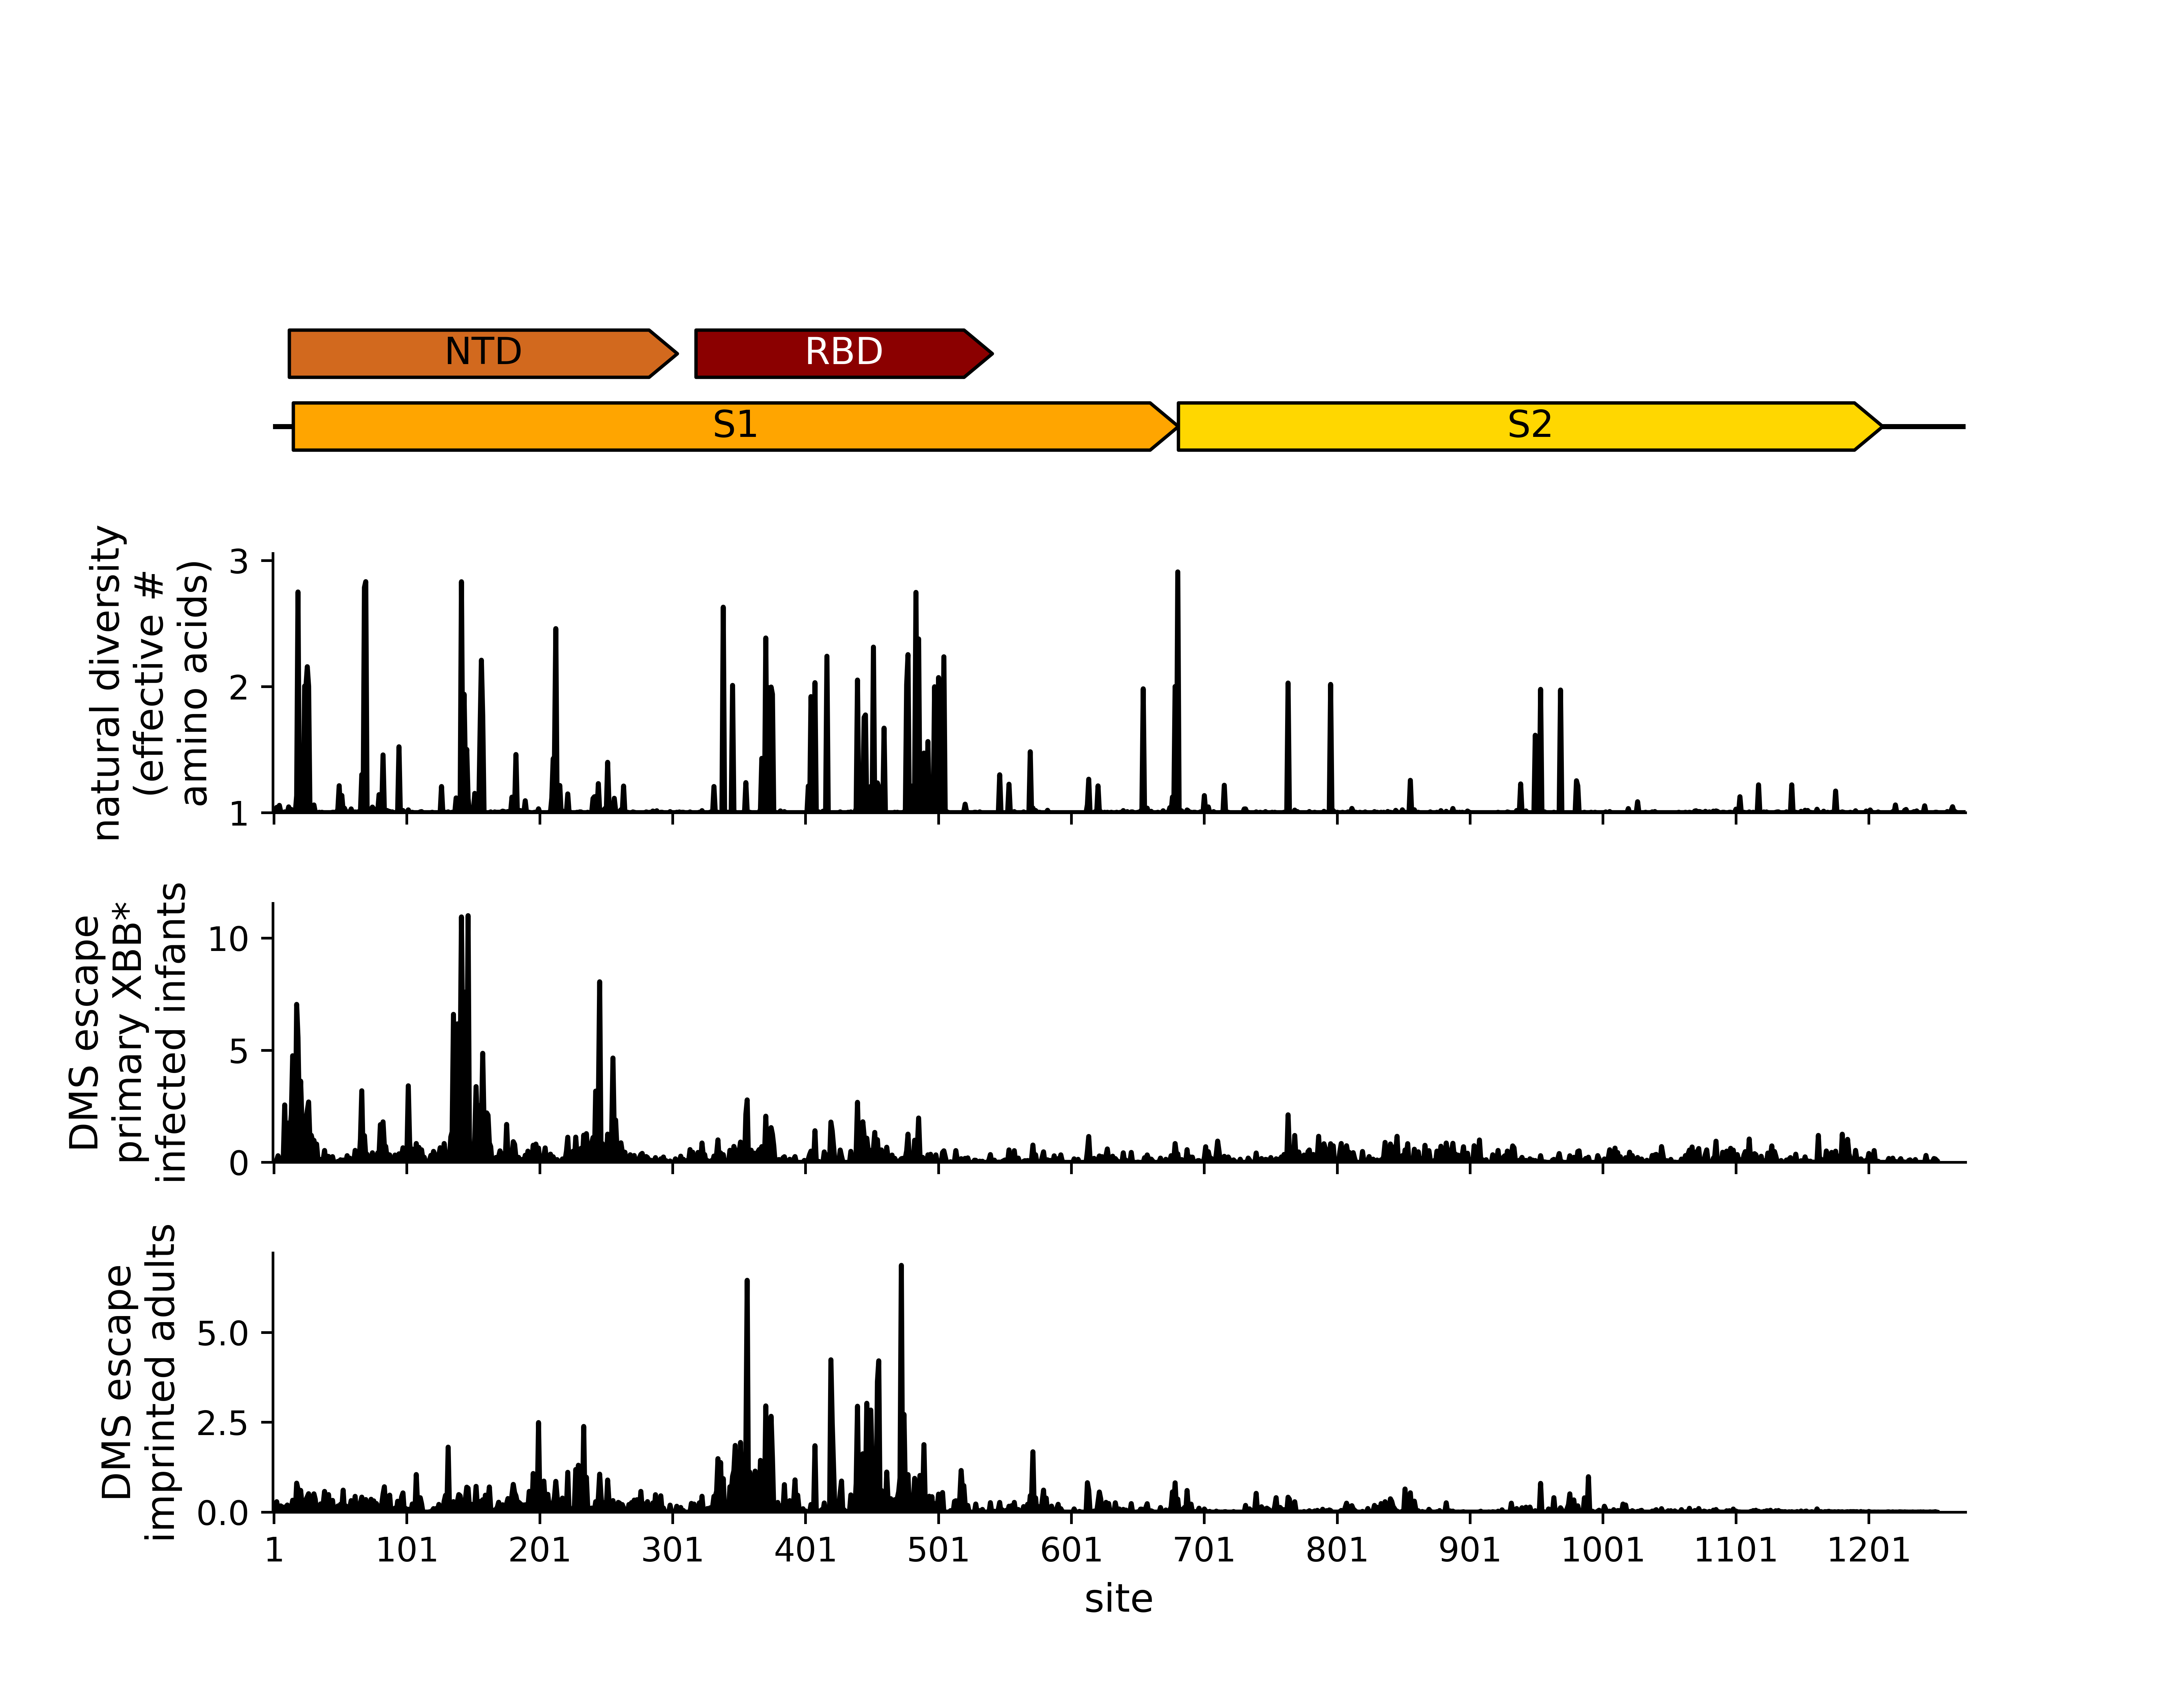 NTD
RBD
S1
S2
natural diversity
(effective #
amino acids)
3
2
1
DMS escape
primary XBB*
infected infants
10
5
0
DMS escape
imprinted adults
5.0
2.5
0.0
1 101 201 301 401 501 601 701 801 901 1001 1101 1201
site